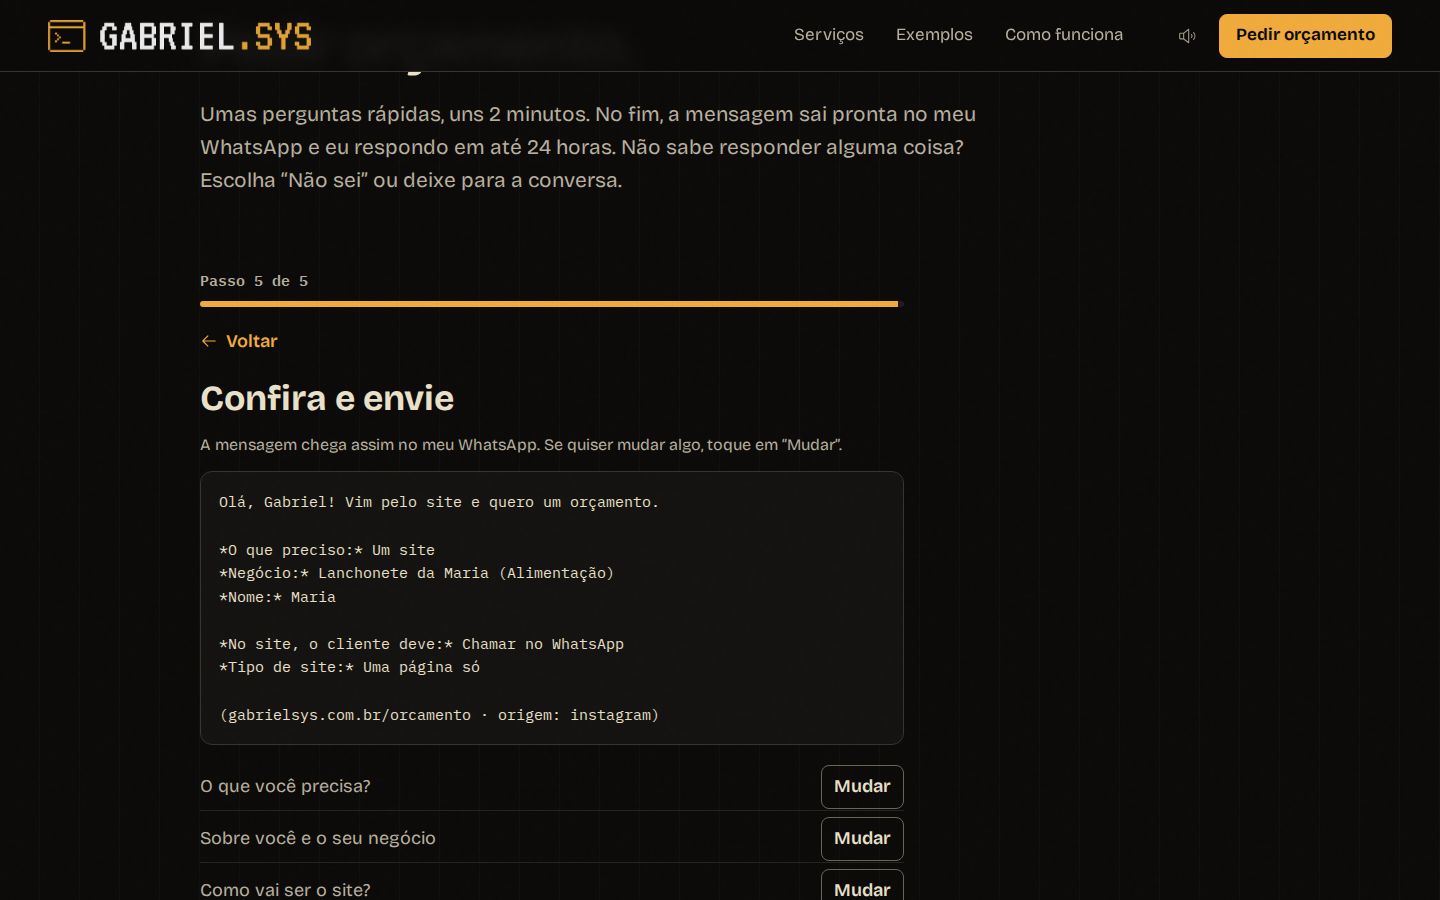 GABRIEL.SYS
Serviços
Exemplos
Como funciona
Pedir orçamento
Umas perguntas rápidas, uns 2 minutos. No fim, a mensagem sai pronta no meu
WhatsApp e eu respondo em até 24 horas. Não sabe responder alguma coisa?
Escolha “Não sei” ou deixe para a conversa.
Passo 5 de 5
← Voltar
Confira e envie
A mensagem chega assim no meu WhatsApp. Se quiser mudar algo, toque em “Mudar”.
Olá, Gabriel! Vim pelo site e quero um orçamento.
*O que preciso:* Um site
*Negócio:* Lanchonete da Maria (Alimentação)
*Nome:* Maria
*No site, o cliente deve:* Chamar no WhatsApp
*Tipo de site:* Uma página só
(gabrielsys.com.br/orcamento · origem: instagram)
O que você precisa?
Mudar
Sobre você e o seu negócio
Mudar
Como vai ser o site?
Mudar